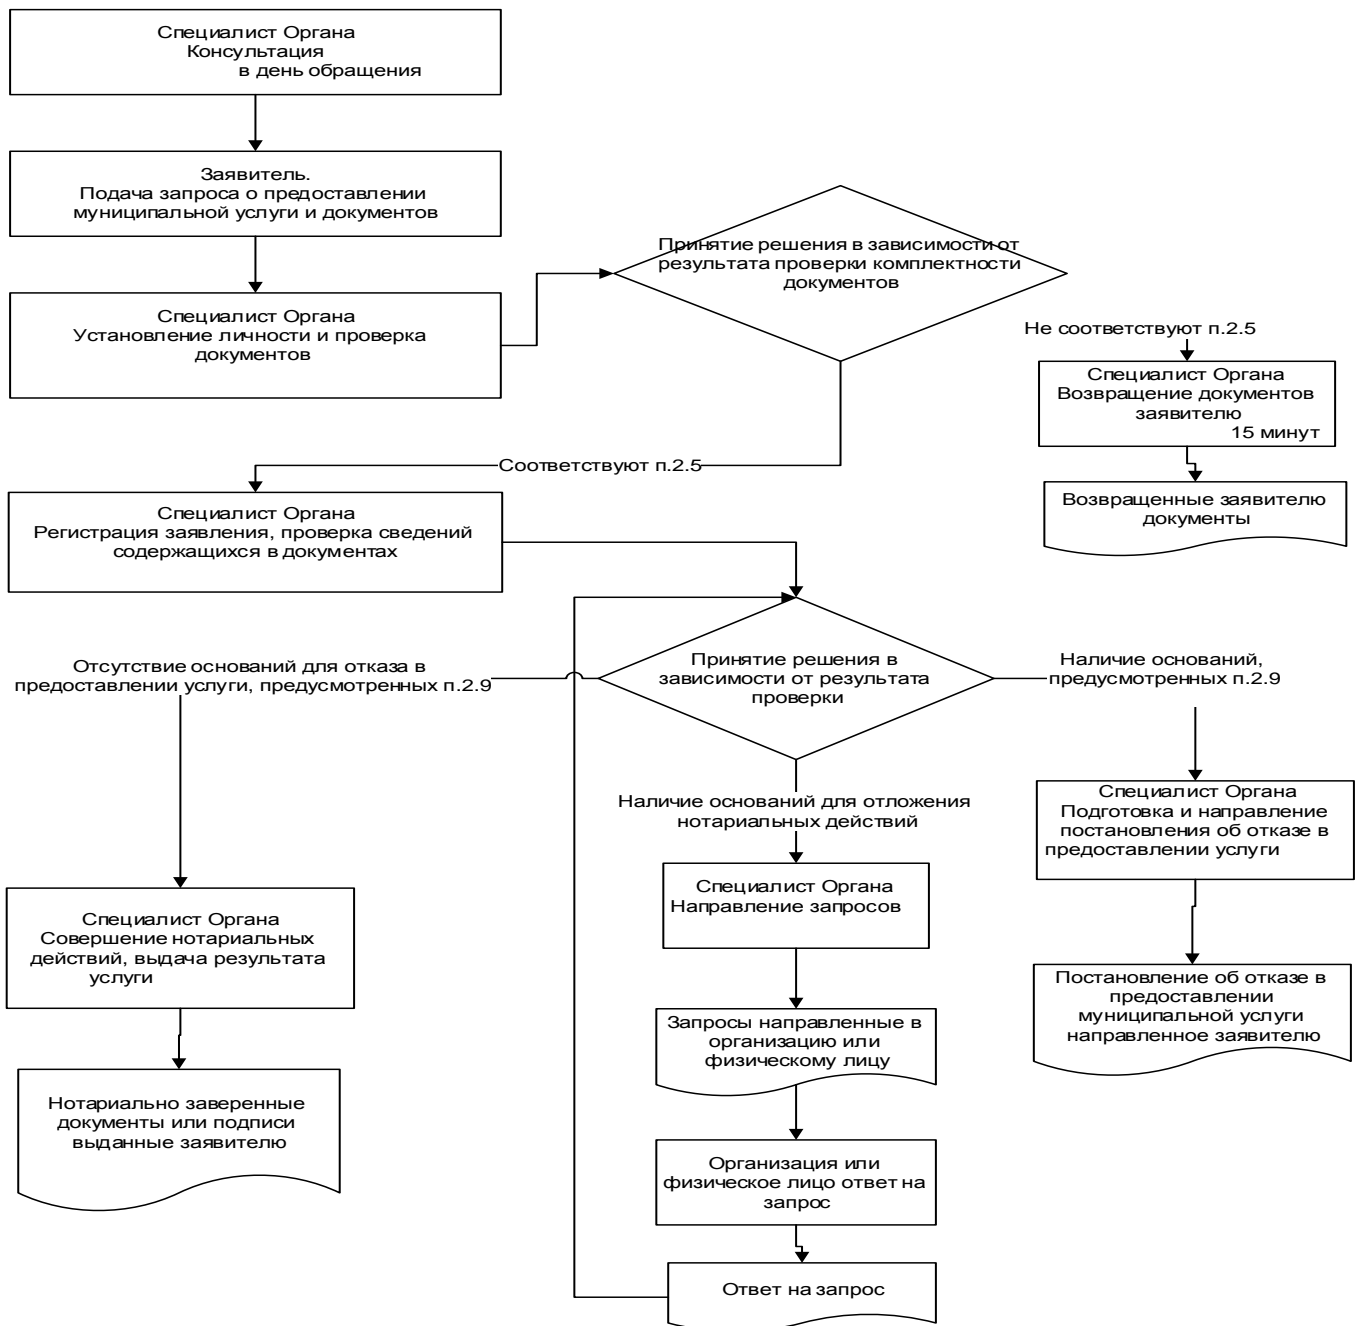 Специалист Органа
Консультация
в день обращения
Заявитель.
Подача запроса о предоставлении
муниципальной услуги и документов
Принятие решения в зависимости от
результата проверки комплектности
документов
Специалист Органа
Установление личности и проверка
документов
Не соответствуют п.2.5
Специалист Органа
Возвращение документов
заявителю
15 минут
Соответствуют п.2.5
Возвращенные заявителю
документы
Специалист Органа
Регистрация заявления, проверка сведений
содержащихся в документах
Отсутствие оснований для отказа в
предоставлении услуги, предусмотренных п.2.9
Принятие решения в
зависимости от результата
проверки
Наличие оснований,
предусмотренных п.2.9
Наличие оснований для отложения
нотариальных действий
Специалист Органа
Подготовка и направление
постановления об отказе в
предоставлении услуги
Специалист Органа
Направление запросов
Специалист Органа
Совершение нотариальных
действий, выдача результата
услуги
Постановление об отказе в
предоставлении
муниципальной услуги
направленное заявителю
Запросы направленные в
организацию или
физическому лицу
Нотариально заверенные
документы или подписи
выданные заявителю
Организация или
физическое лицо ответ на
запрос
Ответ на запрос